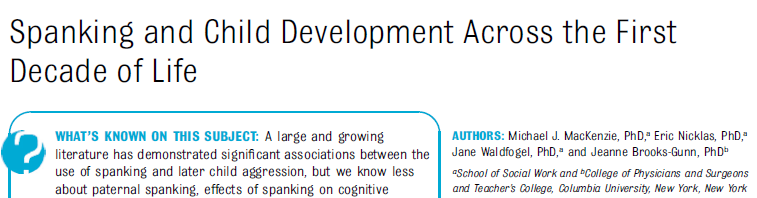 Spanking and Child Development Across the First
Decade of Life
?
WHAT'S KNOWN ON THIS SUBJECT: A large and growing
literature has demonstrated significant associations between the
use of spanking and later child aggression, but we know less
about paternal spanking, effects of spanking on cognitive
AUTHORS: Michael J. MacKenzie, PhD,ᵃ Eric Nicklas, PhD,ᵃ
Jane Waldfogel, PhD,ᵃ and Jeanne Brooks-Gunn, PhDᵇ
ᵃSchool of Social Work and ᵇCollege of Physicians and Surgeons
and Teacher's College, Columbia University, New York, New York